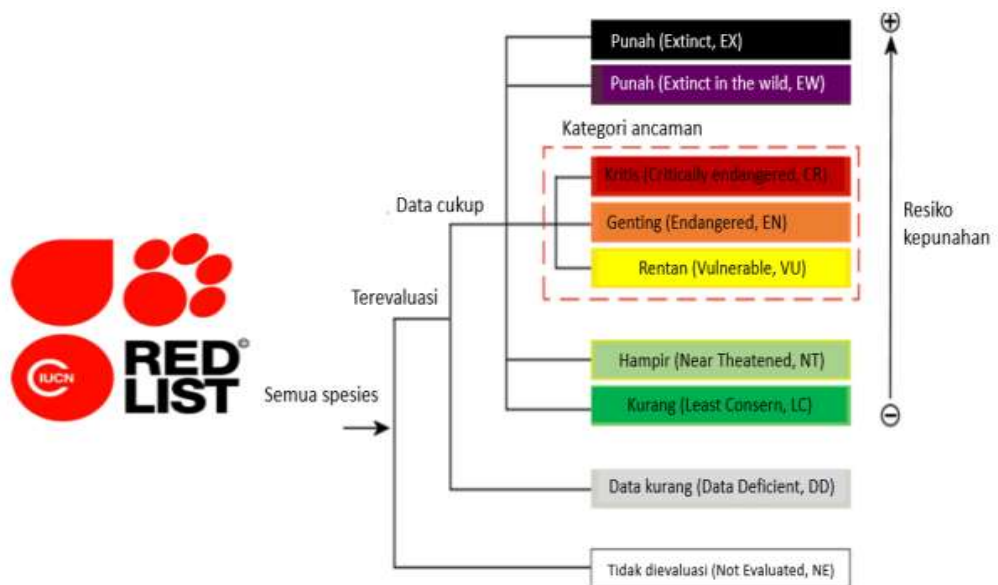 Punah (Extinct, EX)
Punah (Extinct in the wild, EW)
Kategori ancaman
Kritis (Critically endangered, CR)
Data cukup
Genting (Endangered, EN)
Resiko
kepunahan
Rentan (Vulnerable, VU)
Terevaluasi
IUCN
RED
LIST
©
Hampir (Near Theatened, NT)
Semua spesies
Kurang (Least Consern, LC)
Data kurang (Data Deficient, DD)
Tidak dievaluasi (Not Evaluated, NE)